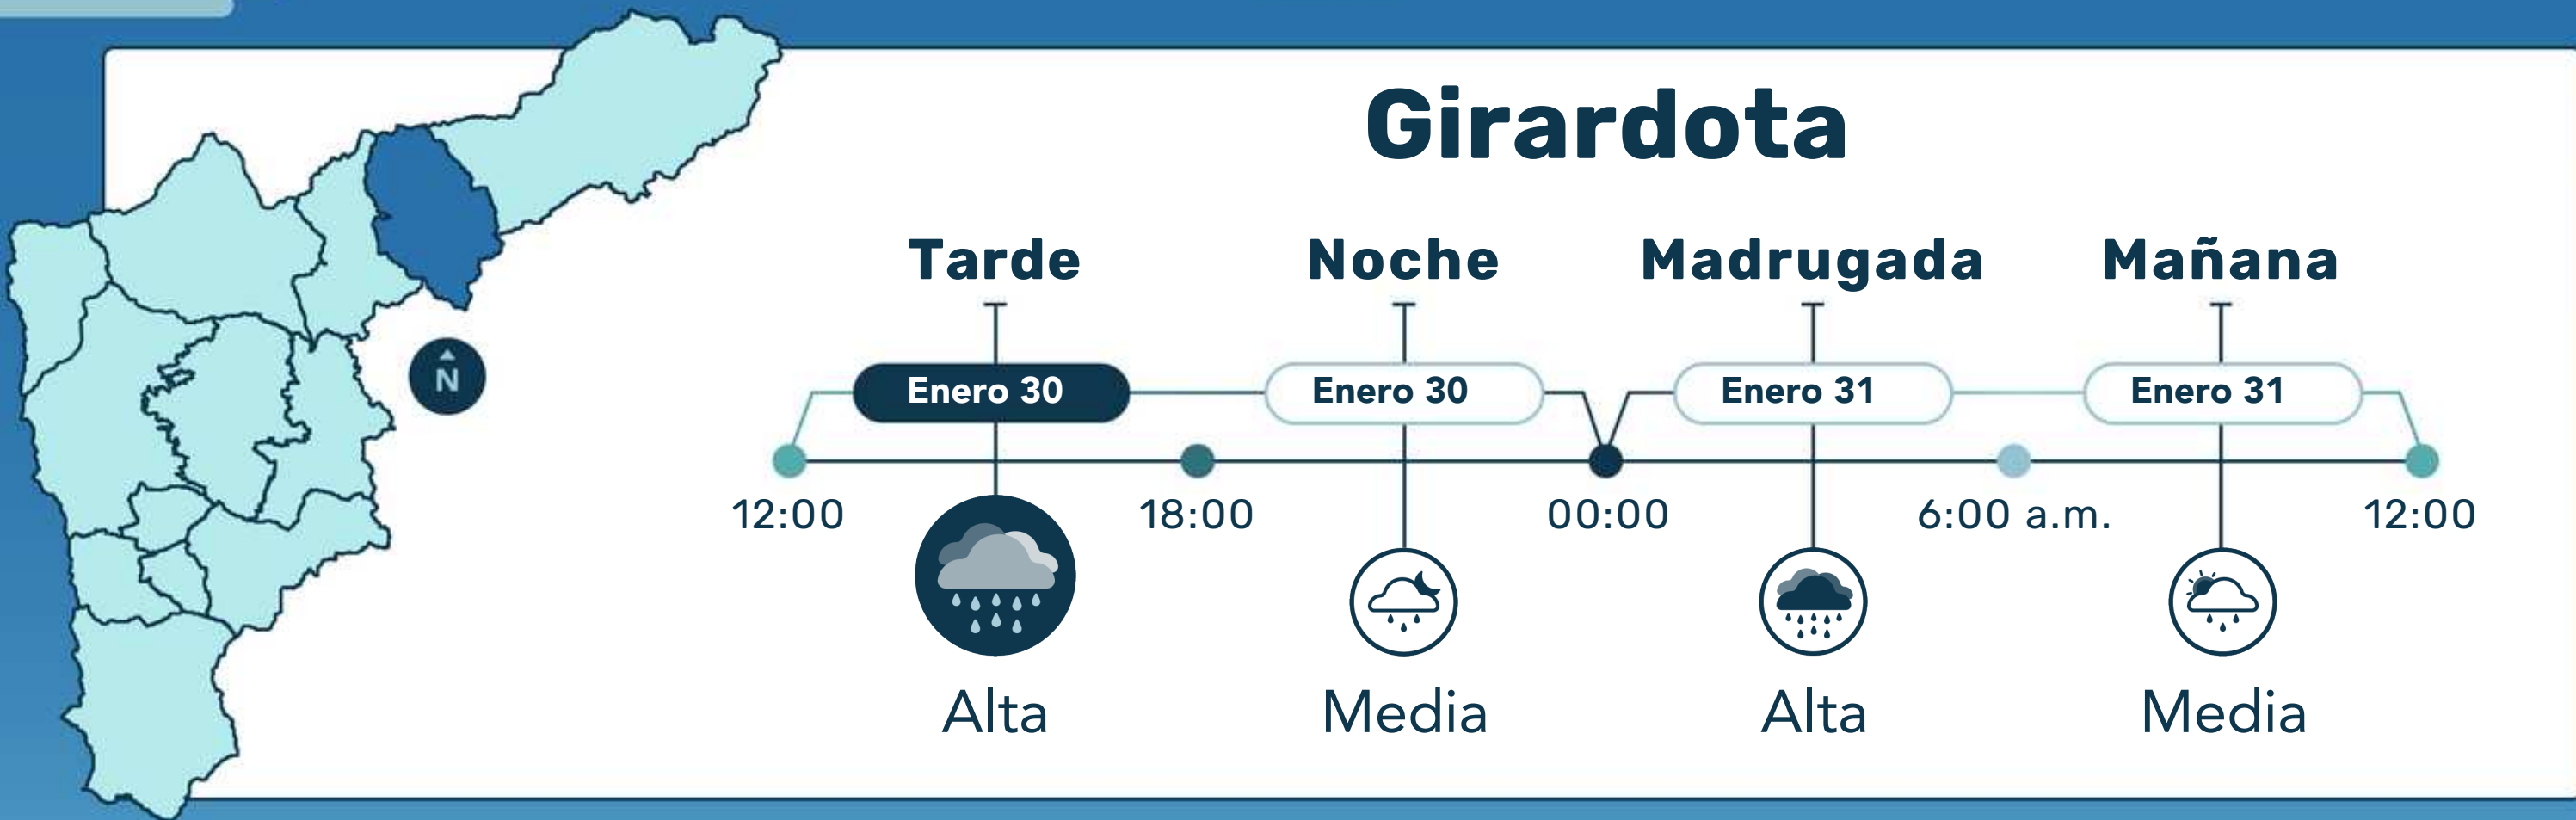 Girardota
Tarde Noche Madrugada Mañana
Enero 30 Enero 30 Enero 31 Enero 31
N
12:00 18:00 00:00 6:00 a.m. 12:00
Alta Media Alta Media